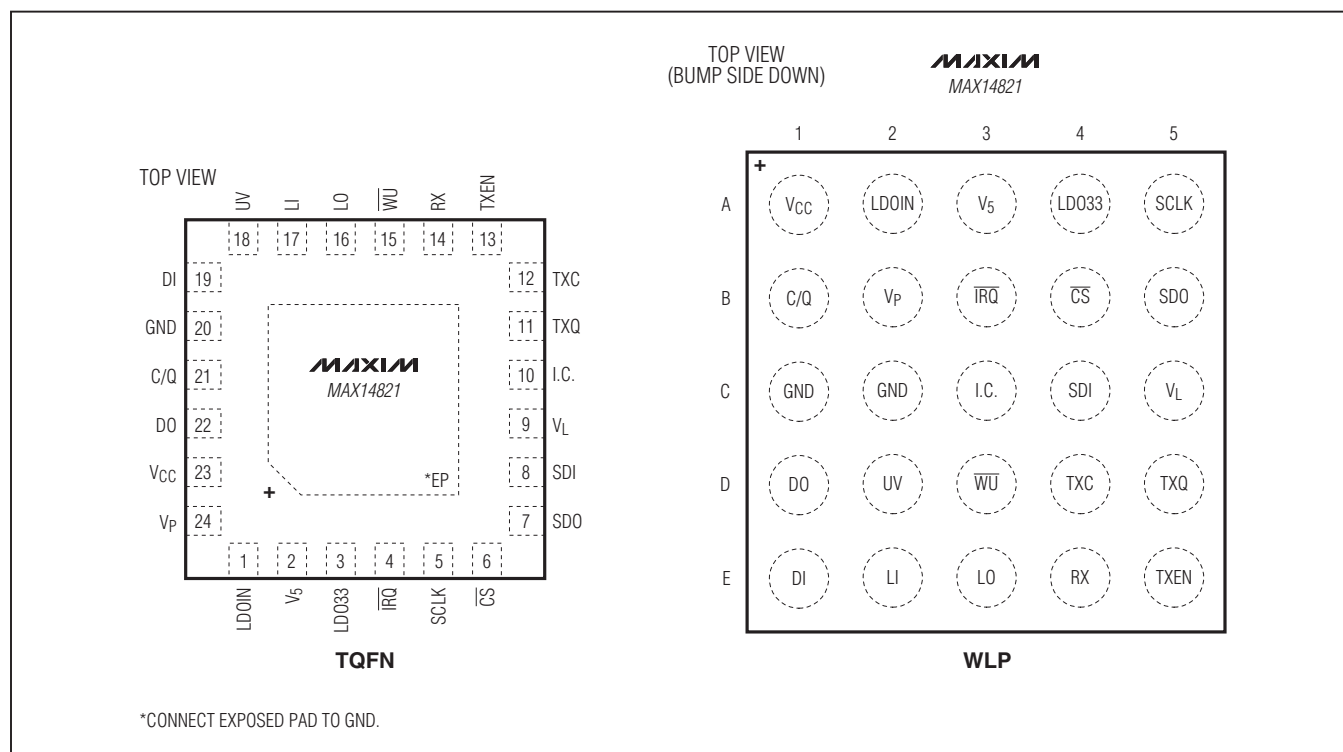 TOP VIEW
(BUMP SIDE DOWN)
MAXIM
MAX14821
1 2 3 4 5
+
A VCC LDOIN V5 LDO33 SCLK
B C/Q VP IRQ CS SDO
C GND GND I.C. SDI VL
D DO UV WU TXC TXQ
E DI LI LO RX TXEN
WLP
TOP VIEW
UV LI LO WU RX TXEN
18 17 16 15 14 13
DI 19 12 TXC
GND 20 11 TXQ
C/Q 21 10 I.C.
DO 22 9 VL
VCC 23 8 SDI
VP 24 7 SDO
MAXIM
MAX14821
*EP
+
1 2 3 4 5 6
LDOIN V5 LDO33 IRQ SCLK CS
TQFN
*CONNECT EXPOSED PAD TO GND.